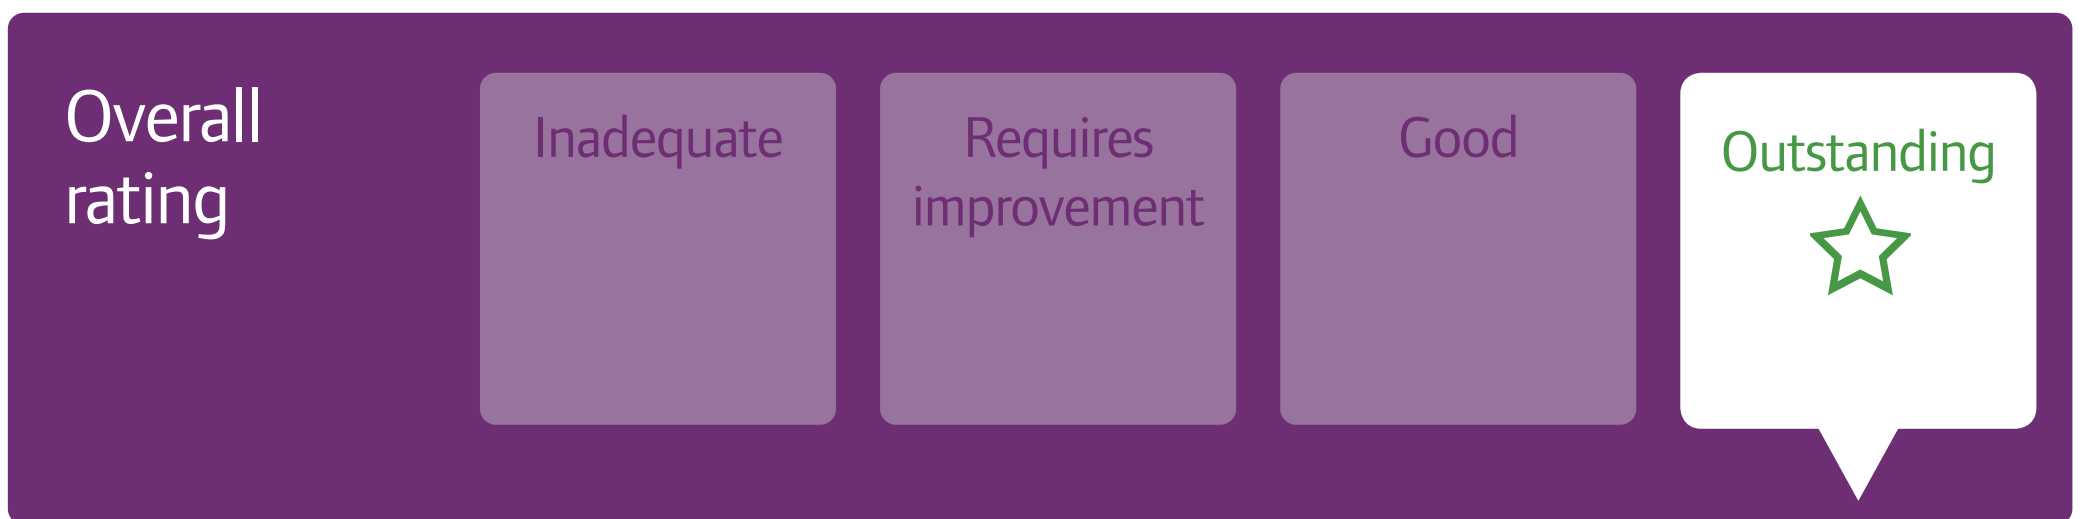 Overall
rating
Inadequate
Requires
improvement
Good
Outstanding